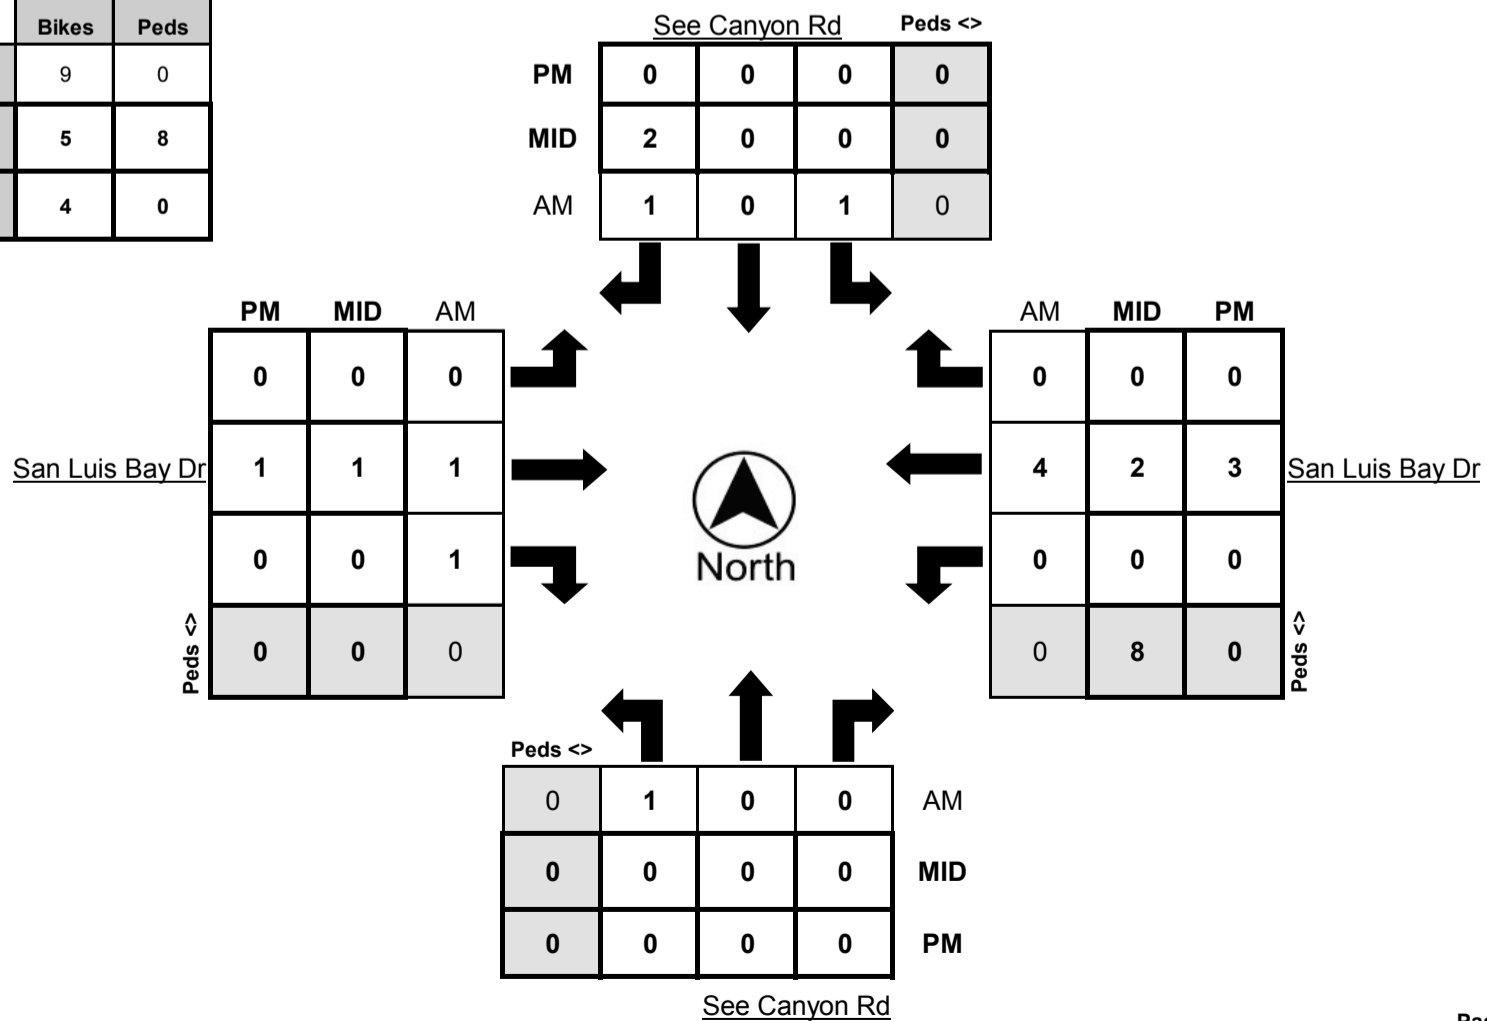 Bikes Peds
9 0
5 8
4 0
See Canyon Rd Peds <>
PM 0 0 0 0
MID 2 0 0 0
AM 1 0 1 0
PM MID AM
0 0 0
San Luis Bay Dr 1 1 1
0 0 1
Peds <> 0 0 0
North
AM MID PM
0 0 0
4 2 3 San Luis Bay Dr
0 0 0
0 8 0 Peds <>
Peds <>
0 1 0 0 AM
0 0 0 0 MID
0 0 0 0 PM
See Canyon Rd